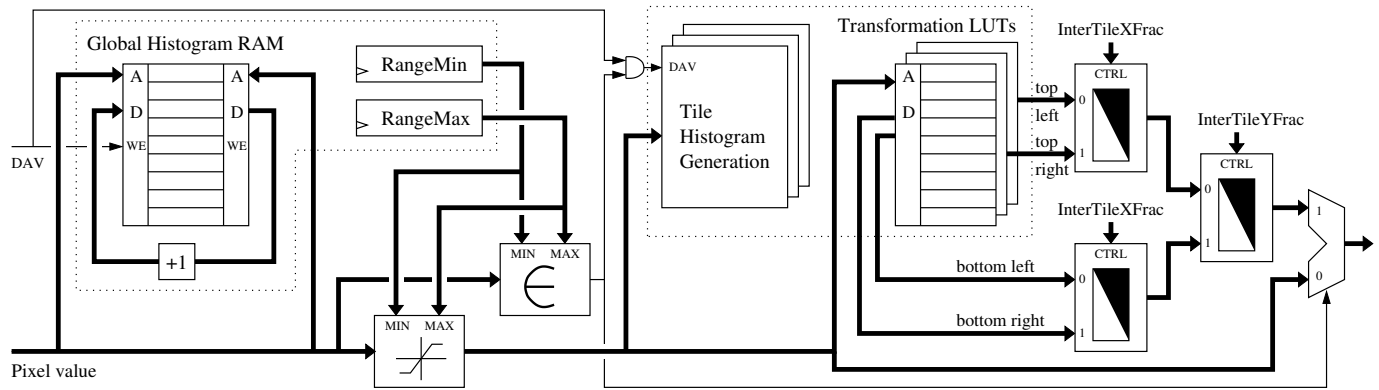 Transformation LUTs
InterTileXFrac
Global Histogram RAM
RangeMin
DAV
A
A
A
CTRL
0
top
left
D
D
RangeMax
Tile
Histogram
Generation
D
InterTileYFrac
WE
WE
DAV
1
top
right
CTRL
0
InterTileXFrac
1
1
MIN
MAX
CTRL
+1
bottom left
0
0
MIN
MAX
bottom right
1
Pixel value